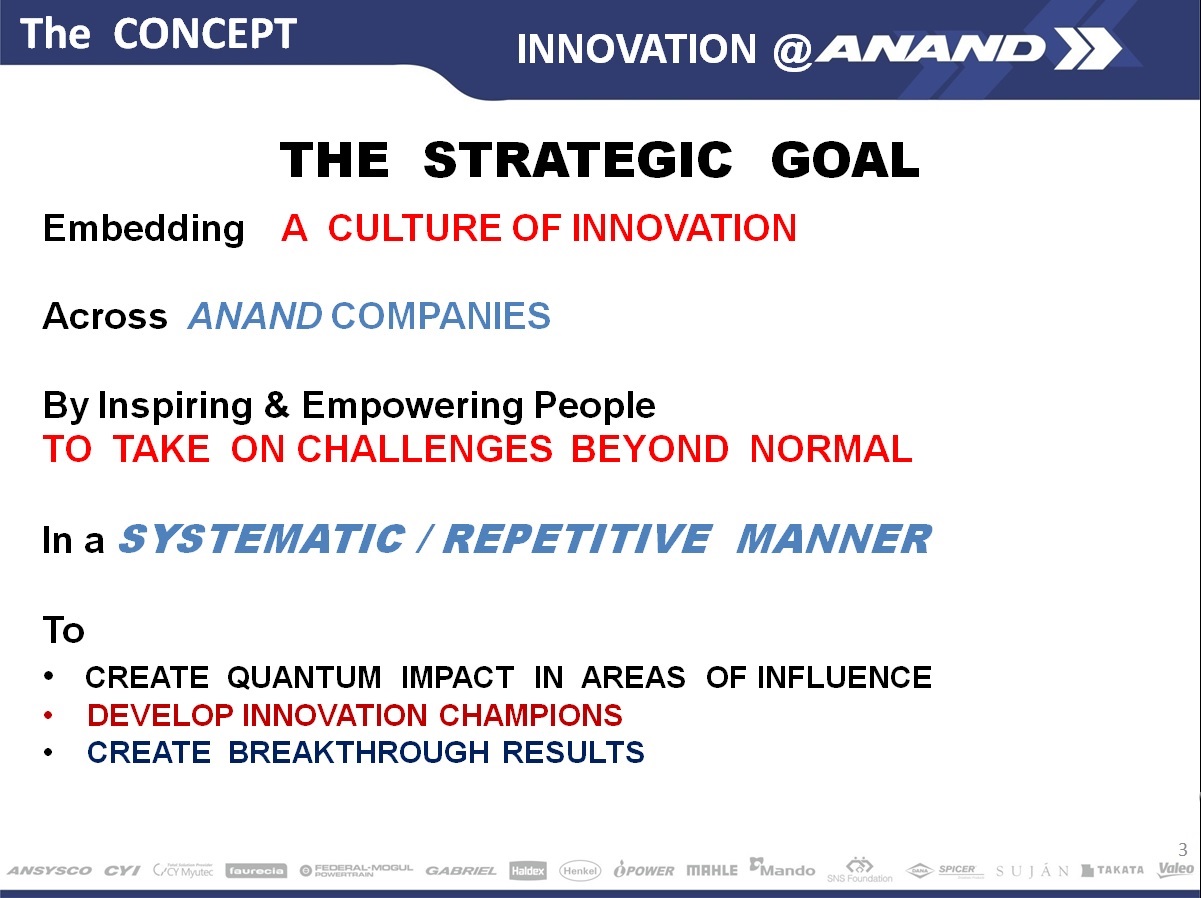 The CONCEPT
INNOVATION @ ANAND
THE STRATEGIC GOAL
Embedding A CULTURE OF INNOVATION
Across ANAND COMPANIES
By Inspiring & Empowering People
TO TAKE ON CHALLENGES BEYOND NORMAL
In a SYSTEMATIC / REPETITIVE MANNER
To
• CREATE QUANTUM IMPACT IN AREAS OF INFLUENCE
• DEVELOP INNOVATION CHAMPIONS
• CREATE BREAKTHROUGH RESULTS
3
ANSYSCO CYI CY Myutec faurecia FEDERAL-MOGUL POWERTRAIN GABRIEL Haldex Henkel iPOWER MAHLE Mando SNS Foundation DANA SPICER SUJÁN TAKATA Valeo